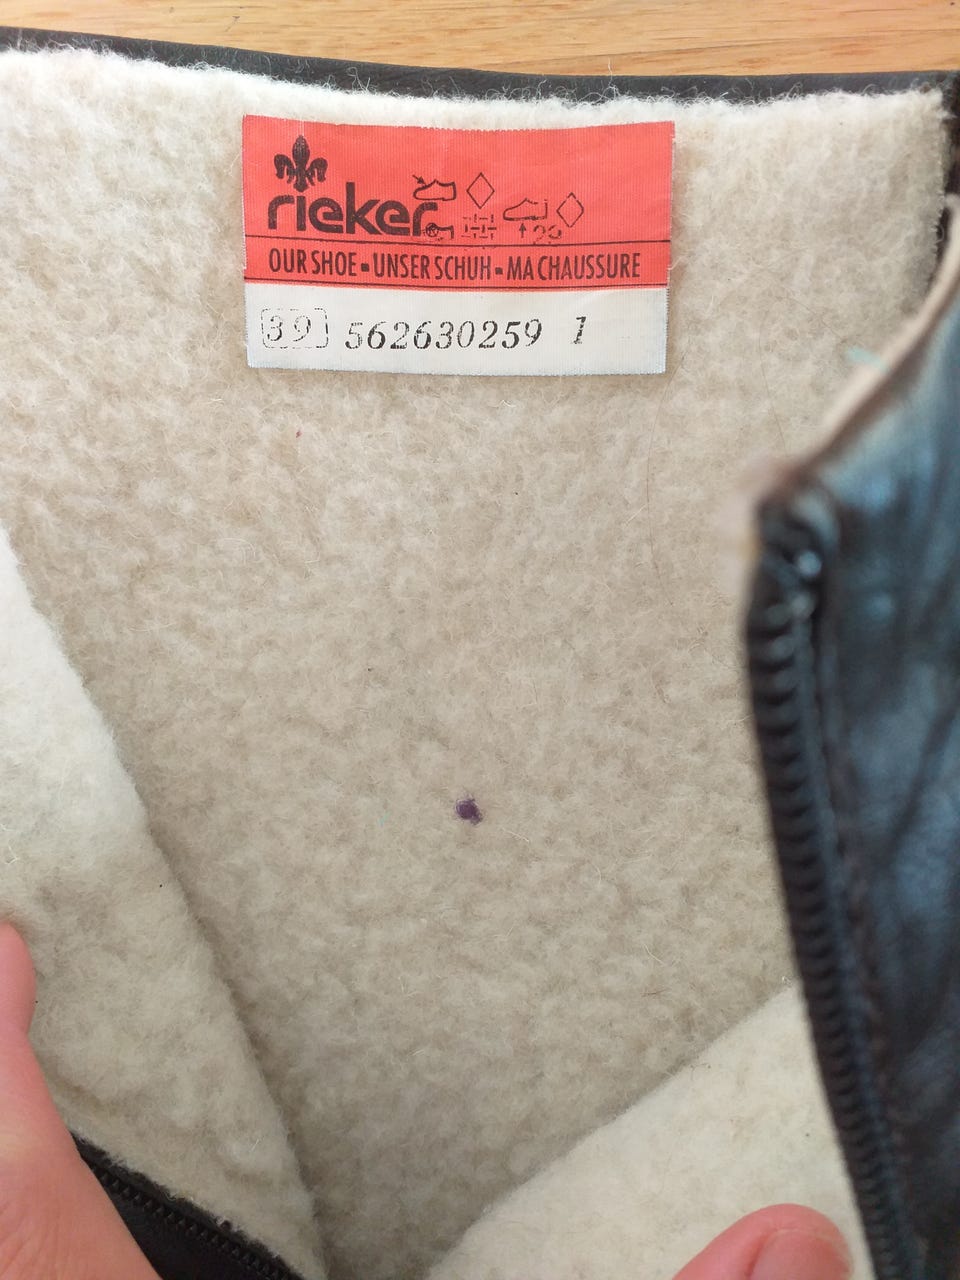 rieker
OUR SHOE - UNSER SCHUH - MA CHAUSSURE
39 562630259 1